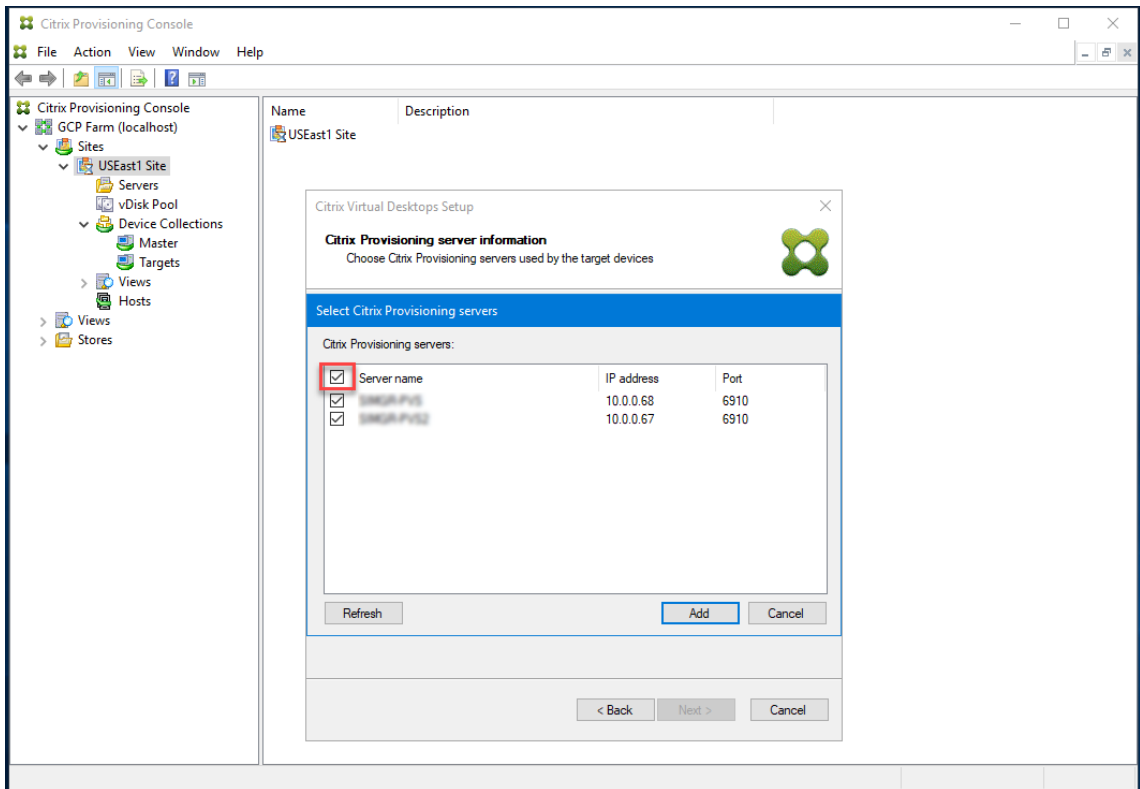 Citrix Provisioning Console
File Action View Window Help
Citrix Provisioning Console
GCP Farm (localhost)
Sites
USEast1 Site
Servers
vDisk Pool
Device Collections
Master
Targets
Views
Hosts
Views
Stores
Name Description
USEast1 Site
Citrix Virtual Desktops Setup
Citrix Provisioning server information
Choose Citrix Provisioning servers used by the target devices
Select Citrix Provisioning servers
Citrix Provisioning servers:
Server name IP address Port
10.0.0.68 6910
10.0.0.67 6910
Refresh Add Cancel
< Back Next > Cancel